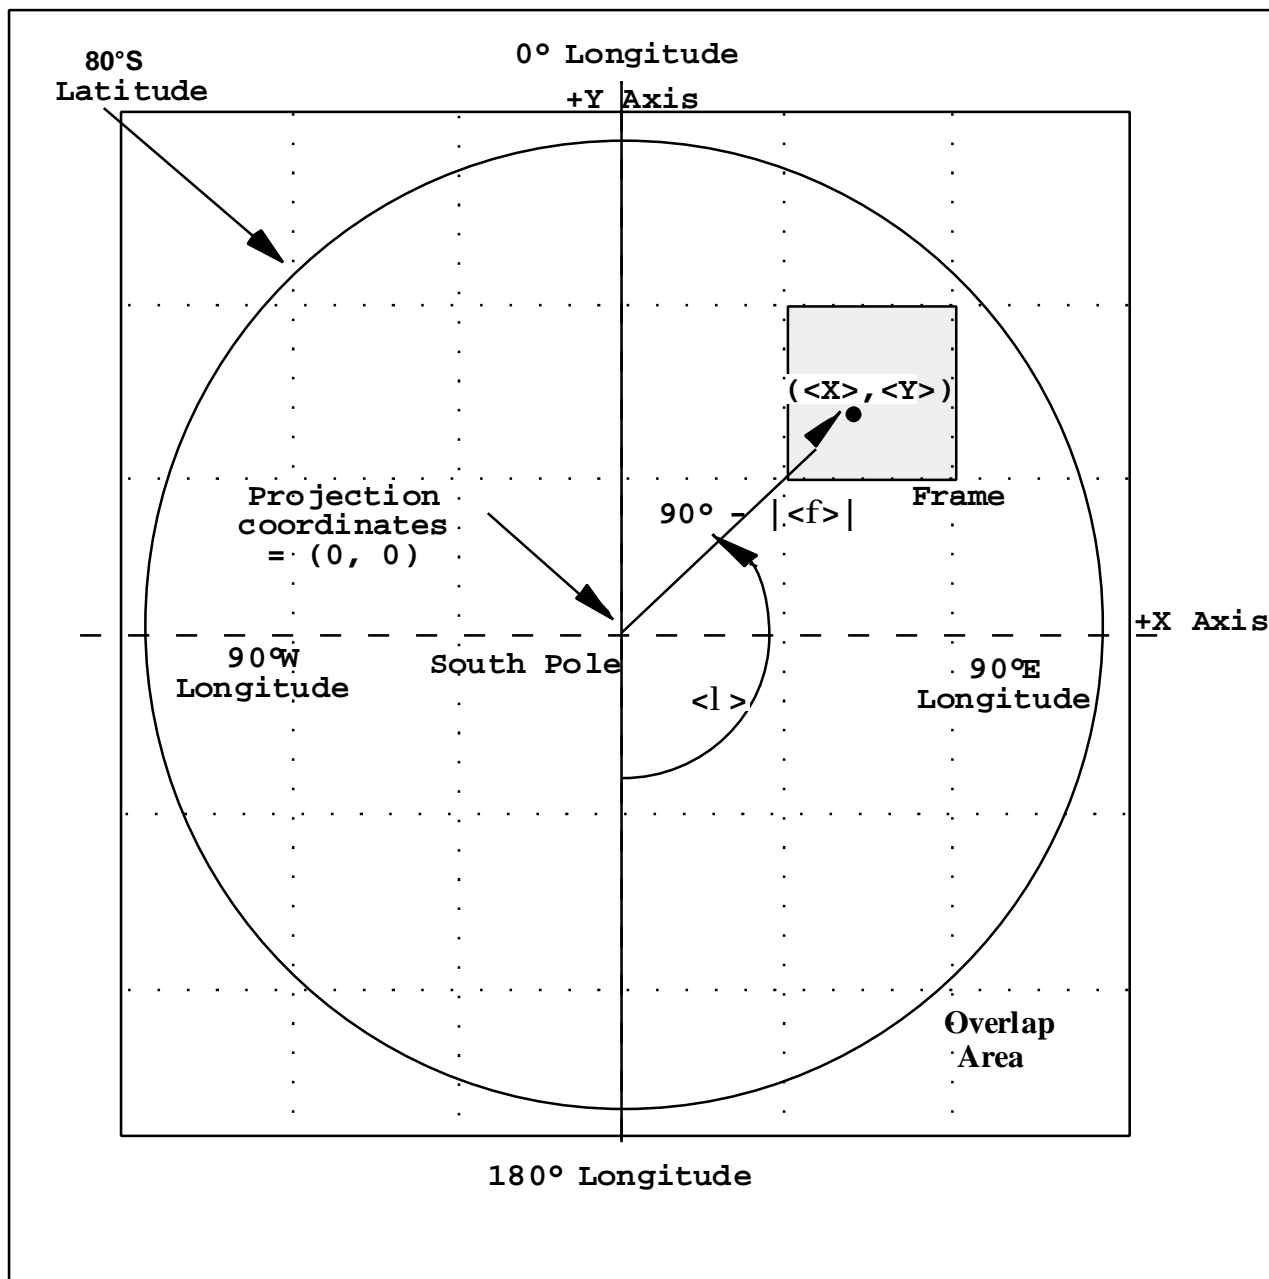 80°S
Latitude
0° Longitude
+Y Axis
(<X>,<Y>)
Frame
Projection
coordinates
= (0, 0)
90° - |<f>|
+X Axis
90°W
Longitude
South Pole
90°E
Longitude
<l >
Overlap
Area
180° Longitude